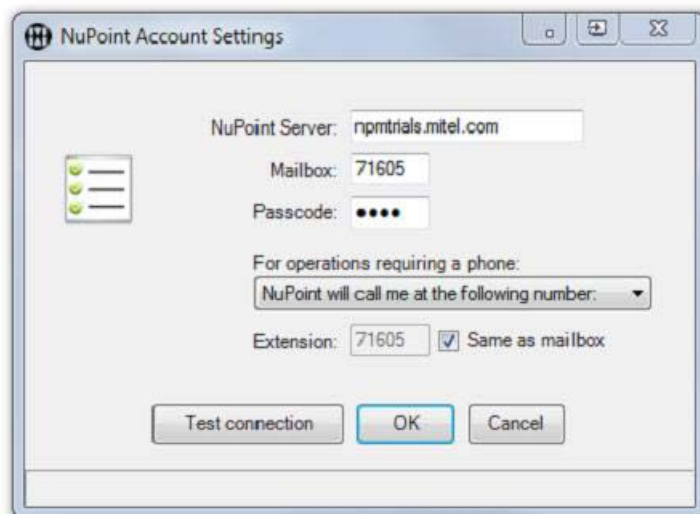 NuPoint Account Settings
NuPoint Server: npmtrials.mitel.com
Mailbox: 71605
Passcode: ••••
For operations requiring a phone:
NuPoint will call me at the following number:
Extension: 71605 Same as mailbox
Test connection OK Cancel